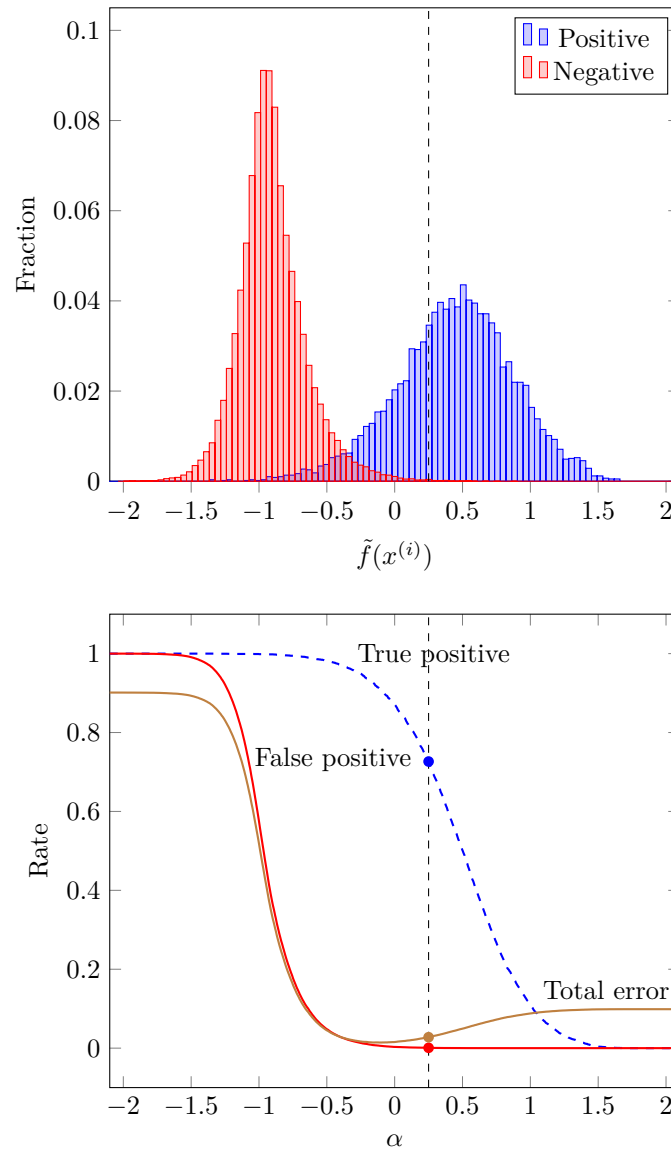 0.1
0.08
0.06
0.04
0.02
0
Fraction
Positive
Negative
−2 −1.5 −1 −0.5 0 0.5 1 1.5 2
f̃(x⁽ⁱ⁾)
1
0.8
0.6
0.4
0.2
0
Rate
True positive
False positive
Total error
−2 −1.5 −1 −0.5 0 0.5 1 1.5 2
α